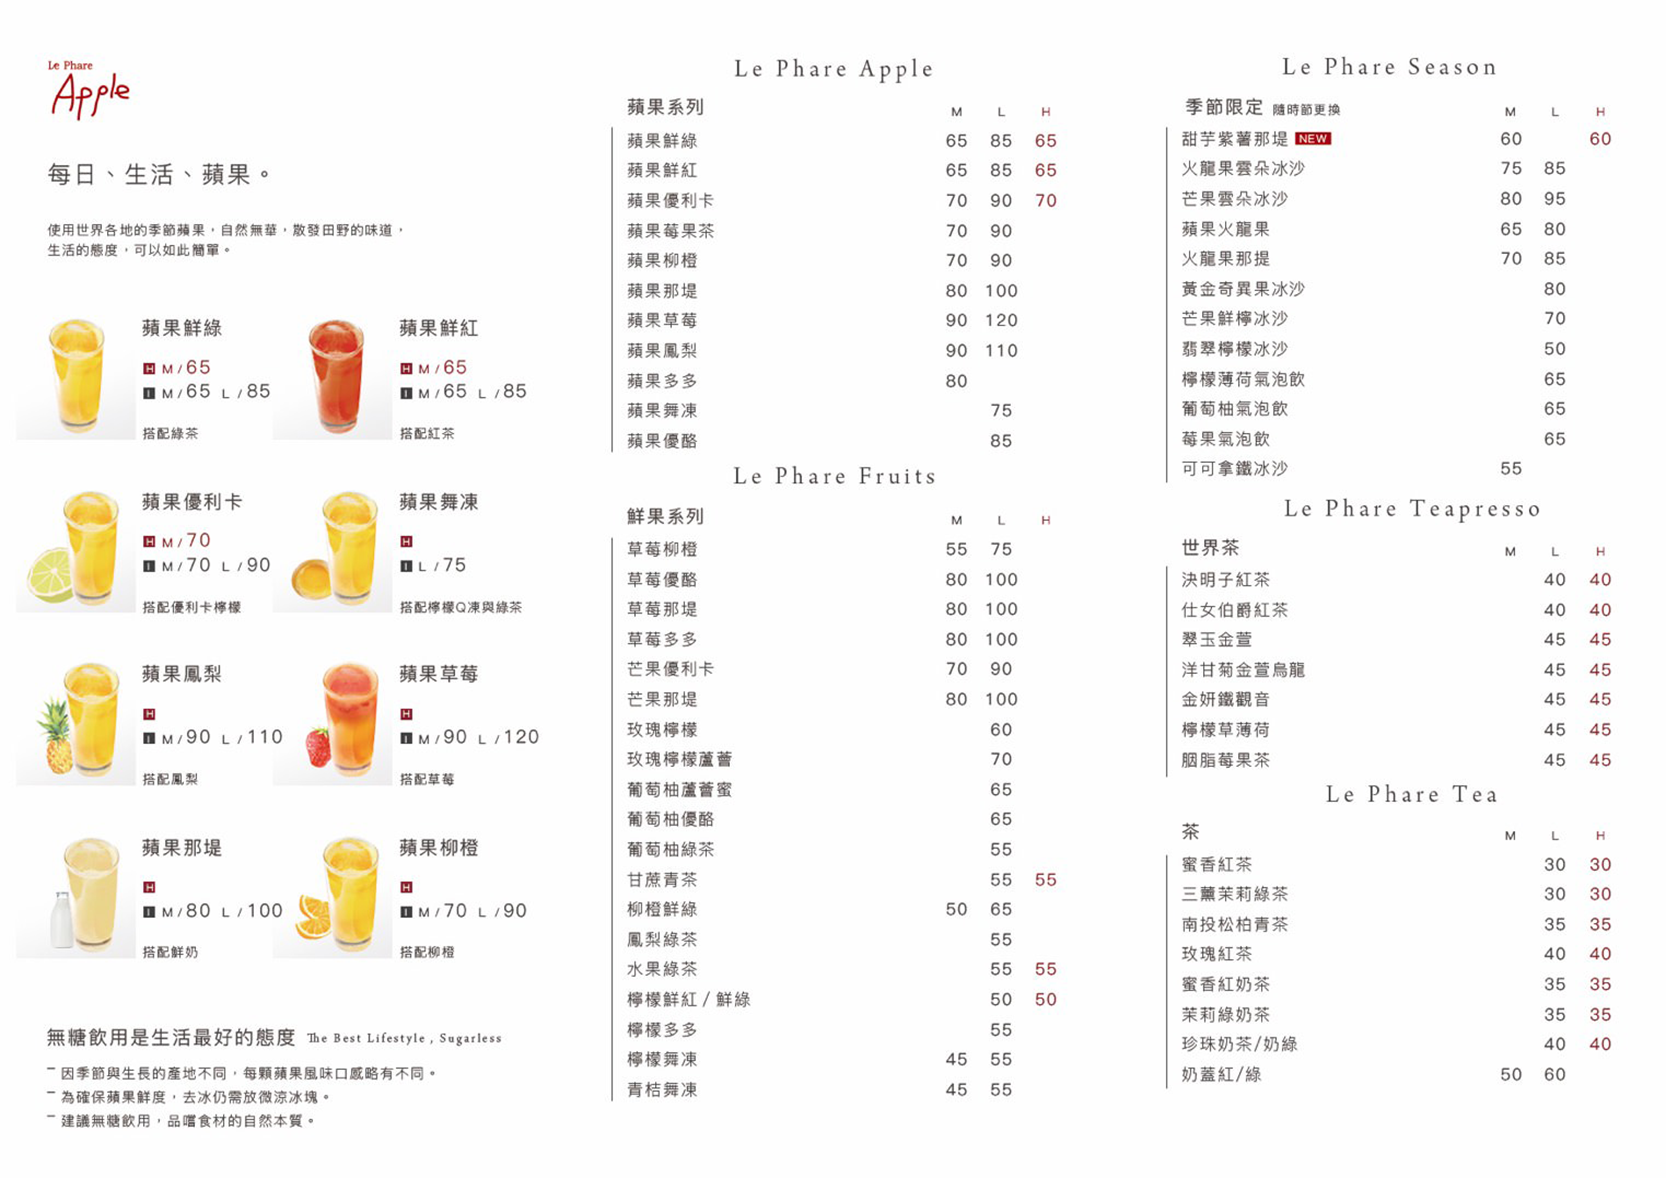 Le Phare
Apple
每日、生活、蘋果。
使用世界各地的季節蘋果，自然無華，散發田野的味道，
生活的態度，可以如此簡單。
蘋果鮮綠
H M/65
I M/65 L/85
搭配綠茶
蘋果鮮紅
H M/65
I M/65 L/85
搭配紅茶
蘋果優利卡
H M/70
I M/70 L/90
搭配優利卡檸檬
蘋果舞凍
H
I L/75
搭配檸檬Q凍與綠茶
蘋果鳳梨
H
I M/90 L/110
搭配鳳梨
蘋果草莓
H
I M/90 L/120
搭配草莓
蘋果那堤
H
I M/80 L/100
搭配鮮奶
蘋果柳橙
H
I M/70 L/90
搭配柳橙
無糖飲用是生活最好的態度 The Best Lifestyle , Sugarless
- 因季節與生長的產地不同，每顆蘋果風味口感略有不同。
- 為確保蘋果鮮度，去冰仍需放微涼冰塊。
- 建議無糖飲用，品嚐食材的自然本質。
Le Phare Apple
蘋果系列 M L H
蘋果鮮綠 65 85 65
蘋果鮮紅 65 85 65
蘋果優利卡 70 90 70
蘋果莓果茶 70 90
蘋果柳橙 70 90
蘋果那堤 80 100
蘋果草莓 90 120
蘋果鳳梨 90 110
蘋果多多 80
蘋果舞凍 75
蘋果優酪 85
Le Phare Fruits
鮮果系列 M L H
草莓柳橙 55 75
草莓優酪 80 100
草莓那堤 80 100
草莓多多 80 100
芒果優利卡 70 90
芒果那堤 80 100
玫瑰檸檬 60
玫瑰檸檬蘆薈 70
葡萄柚蘆薈蜜 65
葡萄柚優酪 65
葡萄柚綠茶 55
甘蔗青茶 55 55
柳橙鮮綠 50 65
鳳梨綠茶 55
水果綠茶 55 55
檸檬鮮紅 / 鮮綠 50 50
檸檬多多 55
檸檬舞凍 45 55
青桔舞凍 45 55
Le Phare Season
季節限定 隨時節更換 M L H
甜芋紫薯那堤 NEW 60 60
火龍果雲朵冰沙 75 85
芒果雲朵冰沙 80 95
蘋果火龍果 65 80
火龍果那提 70 85
黃金奇異果冰沙 80
芒果鮮檸冰沙 70
翡翠檸檬冰沙 50
檸檬薄荷氣泡飲 65
葡萄柚氣泡飲 65
莓果氣泡飲 65
可可拿鐵冰沙 55
Le Phare Teapresso
世界茶 M L H
決明子紅茶 40 40
仕女伯爵紅茶 40 40
翠玉金萱 45 45
洋甘菊金萱烏龍 45 45
金妍鐵觀音 45 45
檸檬草薄荷 45 45
胭脂莓果茶 45 45
Le Phare Tea
茶 M L H
蜜香紅茶 30 30
三薰茉莉綠茶 30 30
南投松柏青茶 35 35
玫瑰紅茶 40 40
蜜香紅奶茶 35 35
茉莉綠奶茶 35 35
珍珠奶茶/奶綠 40 40
奶蓋紅/綠 50 60